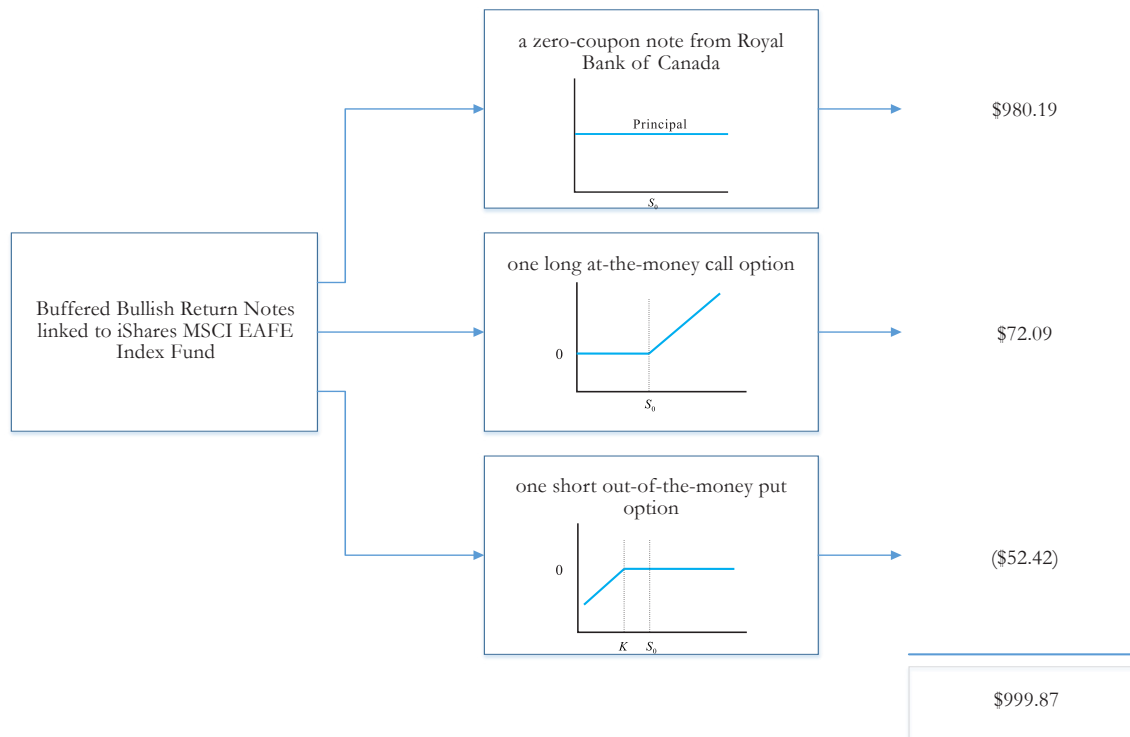 a zero-coupon note from Royal
Bank of Canada
Principal
S₀
$980.19
Buffered Bullish Return Notes
linked to iShares MSCI EAFE
Index Fund
one long at-the-money call option
0
S₀
$72.09
one short out-of-the-money put
option
0
K S₀
($52.42)
$999.87